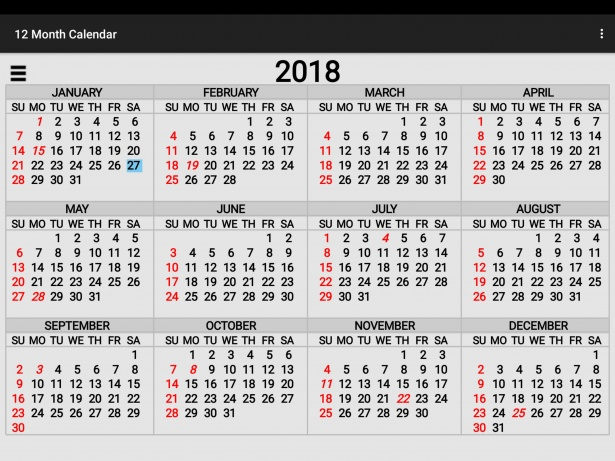 12 Month Calendar
2018
JANUARY
SU MO TU WE TH FR SA
1 2 3 4 5 6
7 8 9 10 11 12 13
14 15 16 17 18 19 20
21 22 23 24 25 26 27
28 29 30 31
FEBRUARY
SU MO TU WE TH FR SA
1 2 3
4 5 6 7 8 9 10
11 12 13 14 15 16 17
18 19 20 21 22 23 24
25 26 27 28
MARCH
SU MO TU WE TH FR SA
1 2 3
4 5 6 7 8 9 10
11 12 13 14 15 16 17
18 19 20 21 22 23 24
25 26 27 28 29 30 31
APRIL
SU MO TU WE TH FR SA
1 2 3 4 5 6 7
8 9 10 11 12 13 14
15 16 17 18 19 20 21
22 23 24 25 26 27 28
29 30
MAY
SU MO TU WE TH FR SA
1 2 3 4 5
6 7 8 9 10 11 12
13 14 15 16 17 18 19
20 21 22 23 24 25 26
27 28 29 30 31
JUNE
SU MO TU WE TH FR SA
1 2
3 4 5 6 7 8 9
10 11 12 13 14 15 16
17 18 19 20 21 22 23
24 25 26 27 28 29 30
JULY
SU MO TU WE TH FR SA
1 2 3 4 5 6 7
8 9 10 11 12 13 14
15 16 17 18 19 20 21
22 23 24 25 26 27 28
29 30 31
AUGUST
SU MO TU WE TH FR SA
1 2 3 4
5 6 7 8 9 10 11
12 13 14 15 16 17 18
19 20 21 22 23 24 25
26 27 28 29 30 31
SEPTEMBER
SU MO TU WE TH FR SA
1
2 3 4 5 6 7 8
9 10 11 12 13 14 15
16 17 18 19 20 21 22
23 24 25 26 27 28 29
30
OCTOBER
SU MO TU WE TH FR SA
1 2 3 4 5 6
7 8 9 10 11 12 13
14 15 16 17 18 19 20
21 22 23 24 25 26 27
28 29 30 31
NOVEMBER
SU MO TU WE TH FR SA
1 2 3
4 5 6 7 8 9 10
11 12 13 14 15 16 17
18 19 20 21 22 23 24
25 26 27 28 29 30
DECEMBER
SU MO TU WE TH FR SA
1
2 3 4 5 6 7 8
9 10 11 12 13 14 15
16 17 18 19 20 21 22
23 24 25 26 27 28 29
30 31